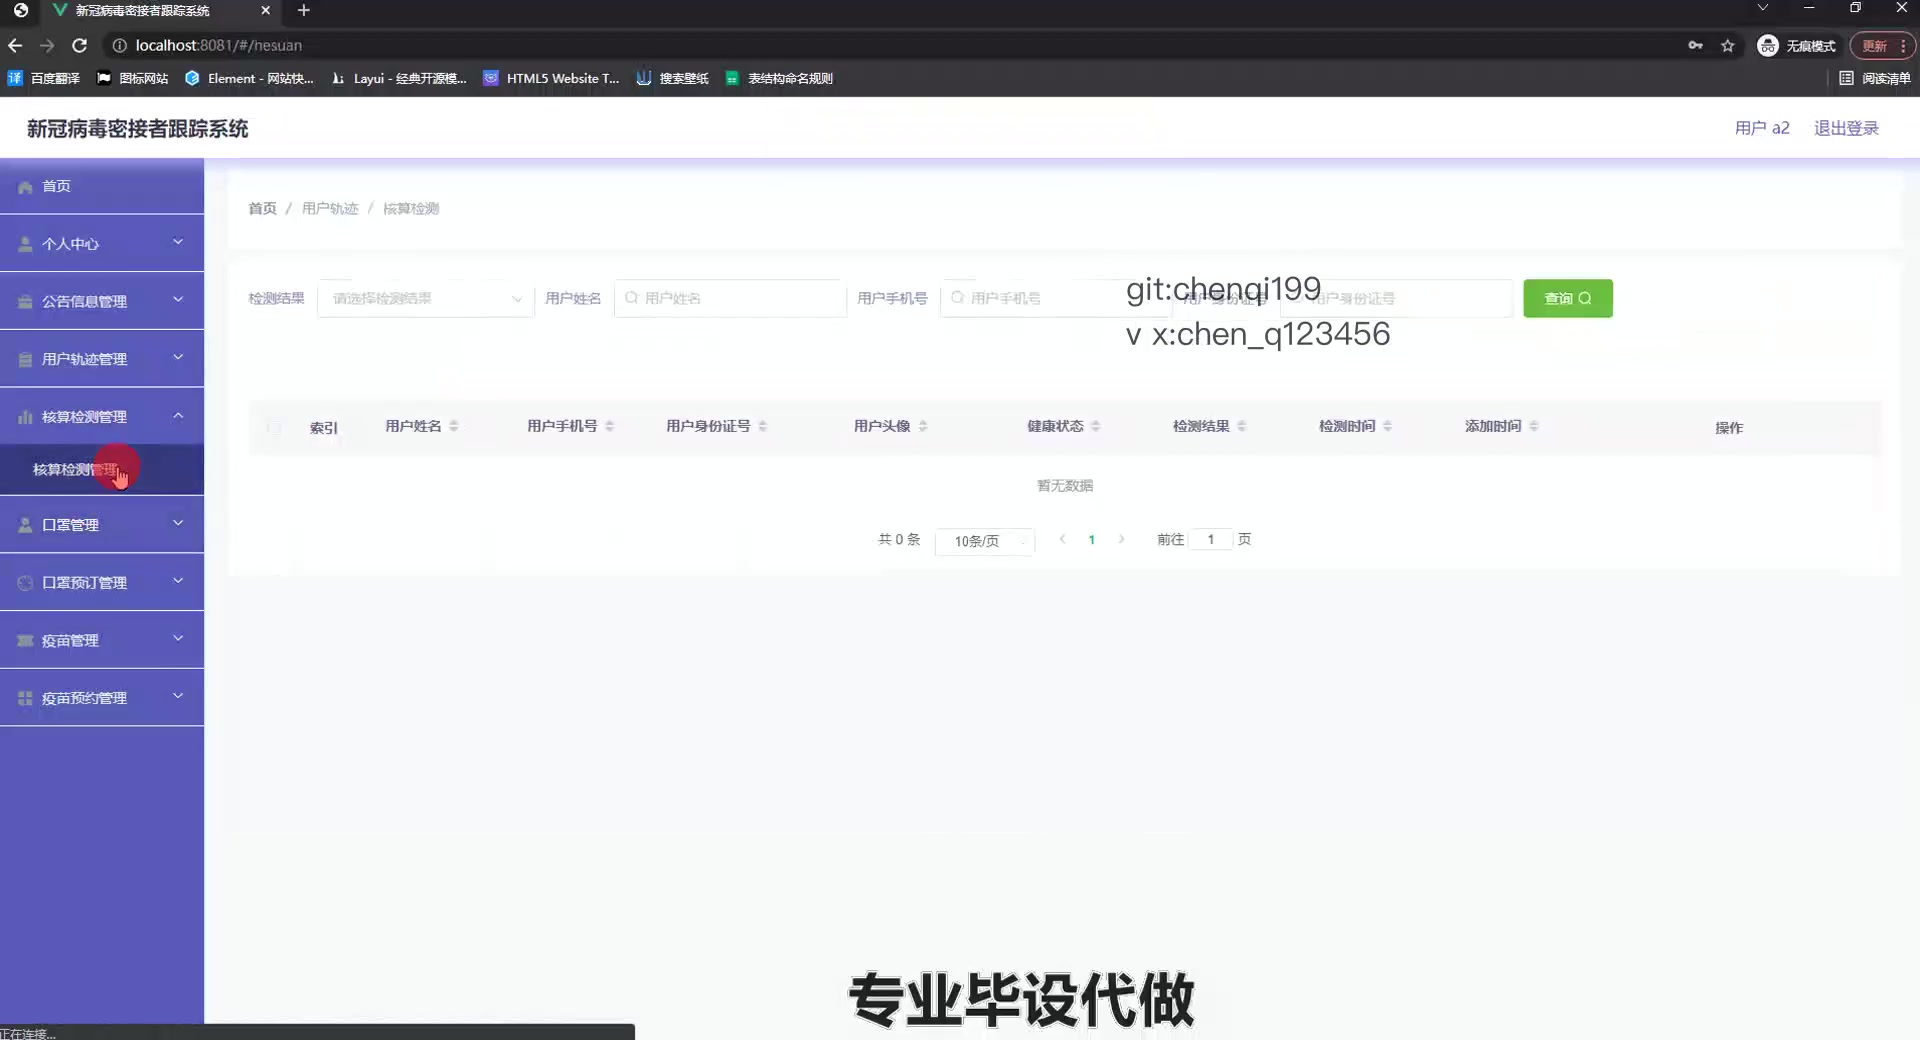 新冠病毒密接者跟踪系统
localhost:8081/#/hesuan
无痕模式
更新
百度翻译
图标网站
Element - 网站快...
Layui - 经典开源模...
HTML5 Website T...
搜索壁纸
表结构命名规则
阅读清单
新冠病毒密接者跟踪系统
用户 a2
退出登录
首页
个人中心
公告信息管理
用户轨迹管理
核算检测管理
核算检测管理
口罩管理
口罩预订管理
疫苗管理
疫苗预约管理
首页 / 用户轨迹 / 核算检测
检测结果 请选择检测结果 用户姓名 用户姓名 用户手机号 用户手机号 用户身份证号 用户身份证号 查询
git:chenqi199
v x:chen_q123456
索引 用户姓名 用户手机号 用户身份证号 用户头像 健康状态 检测结果 检测时间 添加时间 操作
暂无数据
共 0 条 10条/页 1 前往 1 页
专业毕设代做
正在连接...